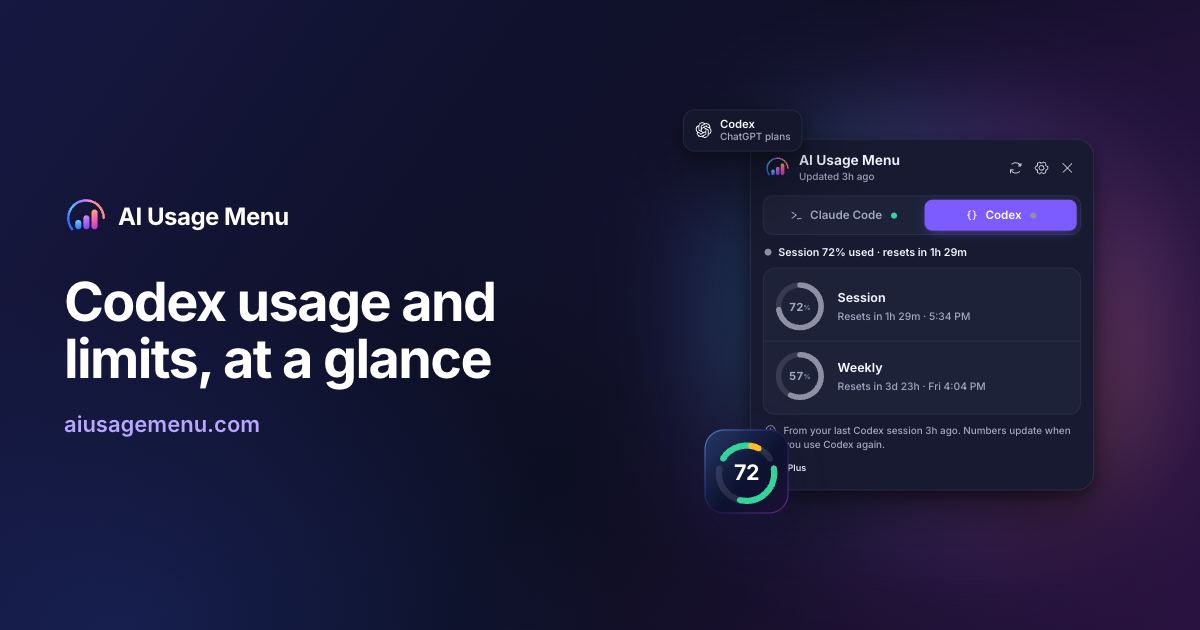 AI Usage Menu
Codex usage and
limits, at a glance
aiusagemenu.com
Codex
ChatGPT plans
AI Usage Menu
Updated 3h ago
>_ Claude Code
{} Codex
Session 72% used · resets in 1h 29m
72%
Session
Resets in 1h 29m · 5:34 PM
57%
Weekly
Resets in 3d 23h · Fri 4:04 PM
From your last Codex session 3h ago. Numbers update when
you use Codex again.
Plus
72